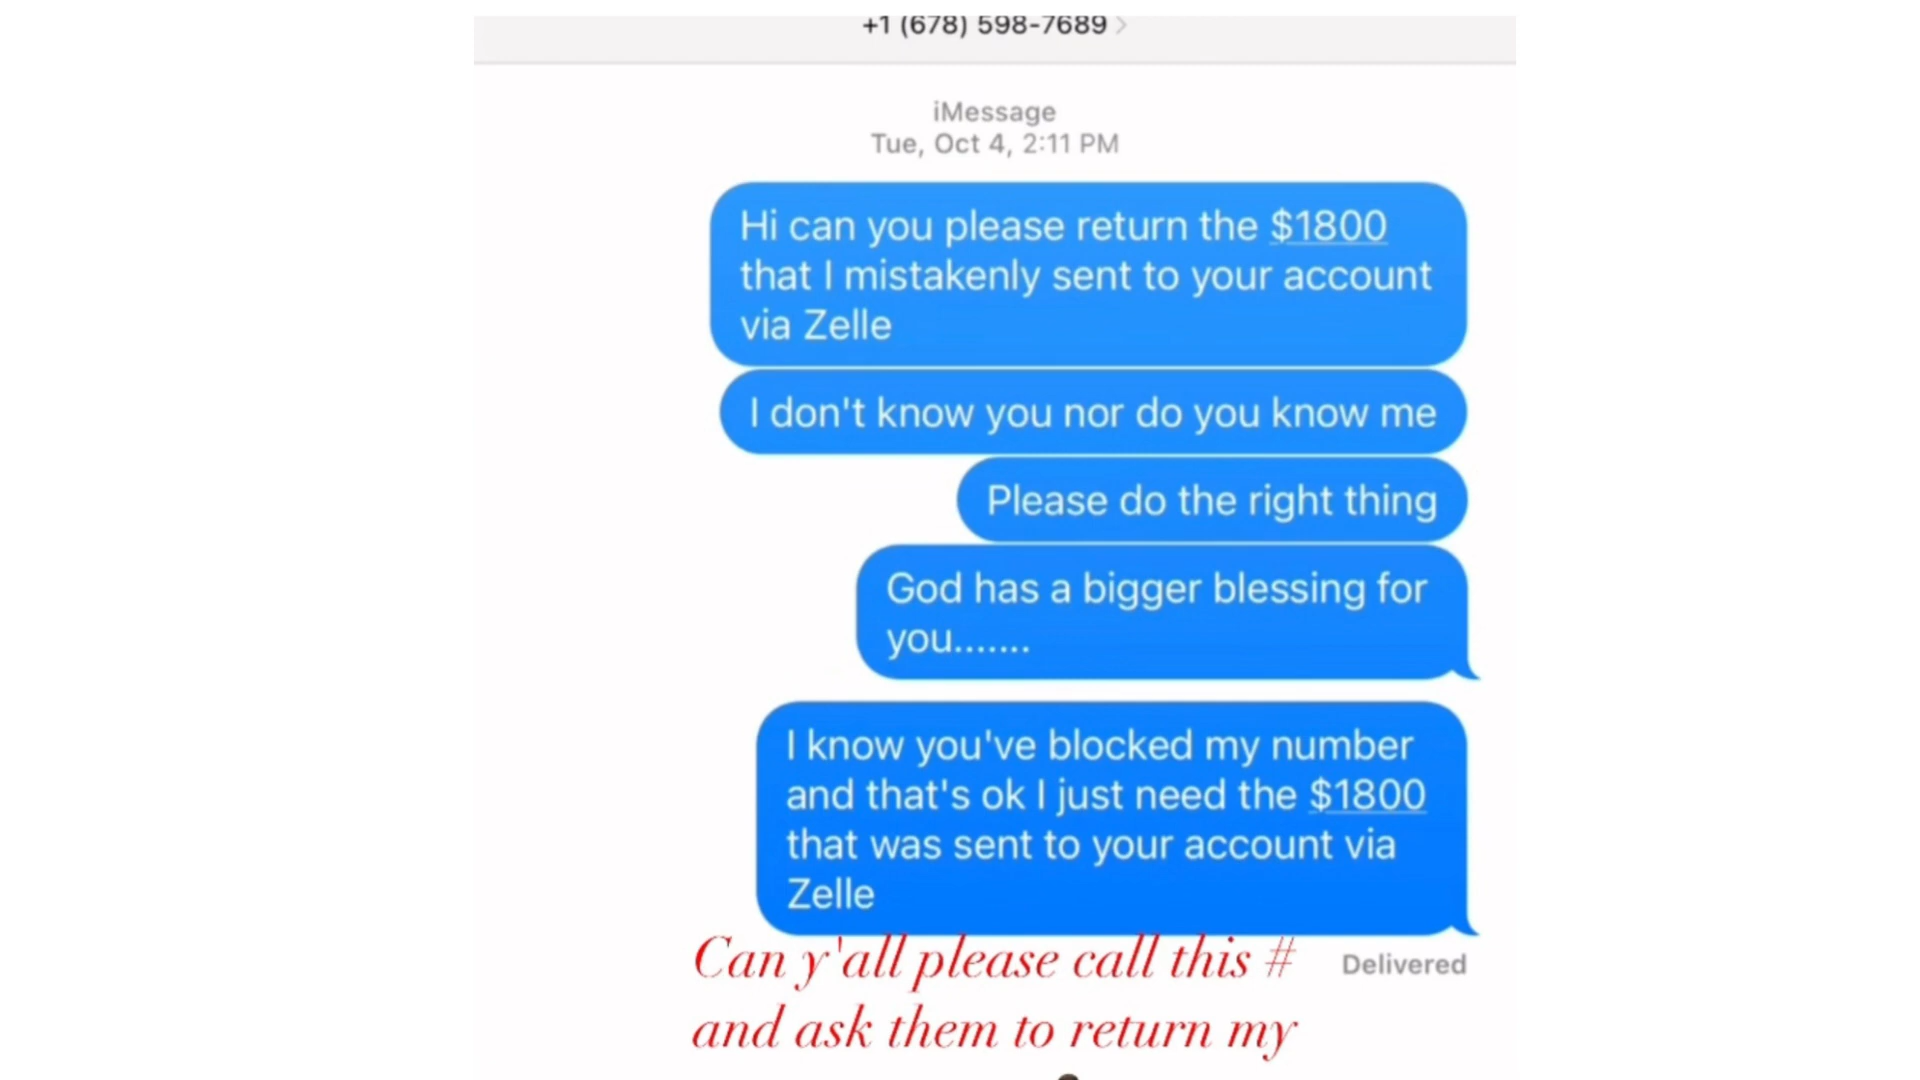 +1 (678) 598-7689 >
iMessage
Tue, Oct 4, 2:11 PM
Hi can you please return the $1800
that I mistakenly sent to your account
via Zelle
I don't know you nor do you know me
Please do the right thing
God has a bigger blessing for
you.......
I know you've blocked my number
and that's ok I just need the $1800
that was sent to your account via
Zelle
Delivered
Can y'all please call this #
and ask them to return my